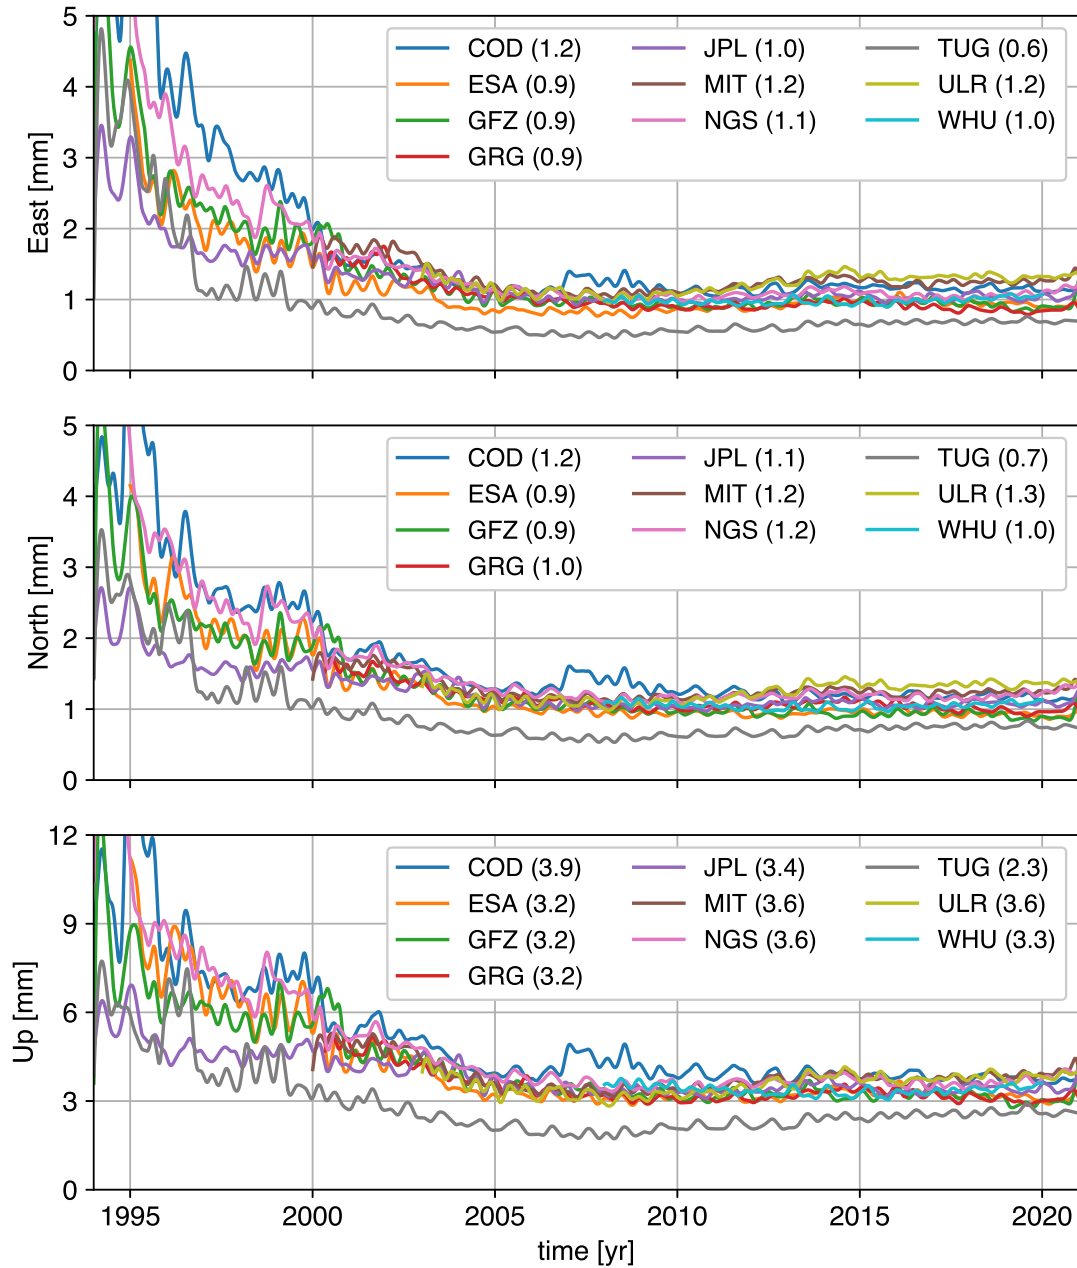 5
4
3
2
1
0
East [mm]
COD (1.2) JPL (1.0) TUG (0.6)
ESA (0.9) MIT (1.2) ULR (1.2)
GFZ (0.9) NGS (1.1) WHU (1.0)
GRG (0.9)
5
4
3
2
1
0
North [mm]
COD (1.2) JPL (1.1) TUG (0.7)
ESA (0.9) MIT (1.2) ULR (1.3)
GFZ (0.9) NGS (1.2) WHU (1.0)
GRG (1.0)
12
9
6
3
0
Up [mm]
COD (3.9) JPL (3.4) TUG (2.3)
ESA (3.2) MIT (3.6) ULR (3.6)
GFZ (3.2) NGS (3.6) WHU (3.3)
GRG (3.2)
1995 2000 2005 2010 2015 2020
time [yr]